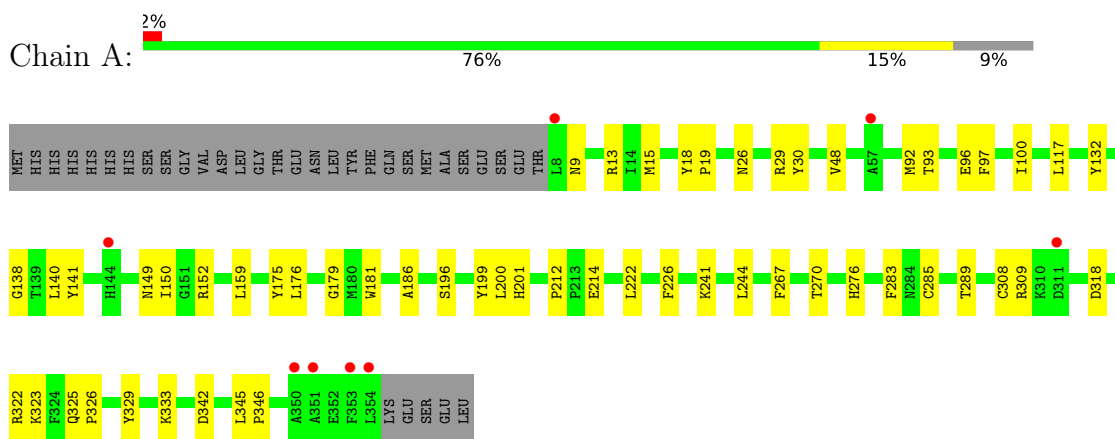 2%
Chain A:
76% 15% 9%
MET HIS HIS HIS HIS HIS HIS SER SER GLY VAL ASP LEU GLY THR GLU ASN LEU TYR PHE GLN SER MET ALA SER GLU SER GLU THR L8 N9 R13 I14 M15 Y18 P19 N26 R29 Y30 V48 A57 M92 T93 E96 F97 I100 L117 Y132
G138 T139 L140 Y141 H144 N149 I150 G151 R152 L159 Y175 L176 G179 M180 W181 A186 S196 Y199 L200 H201 P212 P213 E214 L222 F226 K241 L244 F267 T270 H276 F283 N284 C285 T289 C308 R309 K310 D311 D318
R322 K323 F324 Q325 P326 Y329 K333 D342 L345 P346 A350 A351 E352 F353 L354 LYS GLU SER GLU LEU